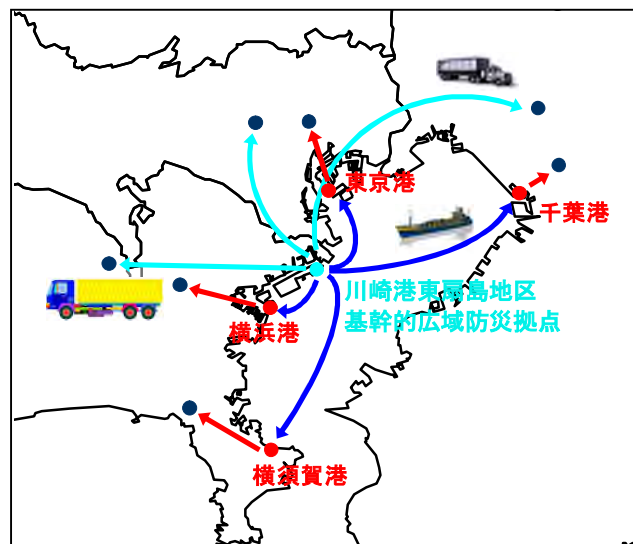 東京港
千葉港
川崎港東扇島地区
基幹的広域防災拠点
横浜港
横須賀港